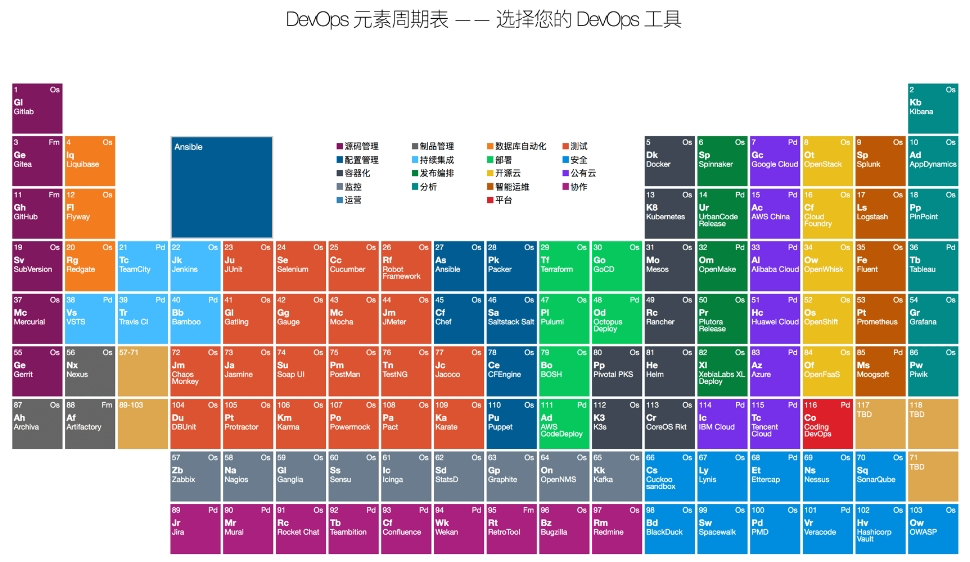 DevOps 元素周期表 —— 选择您的 DevOps 工具
1 Os
Gl
Gitlab
2 Os
Kb
Kibana
3 Fm
Ge
Gitea
4 Os
Iq
Liquibase
Ansible
源码管理
制品管理
数据库自动化
测试
配置管理
持续集成
部署
安全
容器化
发布编排
开源云
公有云
监控
分析
智能运维
协作
运营
平台
5 Os
Dk
Docker
6 Os
Sp
Spinnaker
7 Pd
Gc
Google Cloud
8 Os
Ot
OpenStack
9 Os
Sp
Splunk
10 Os
Ad
AppDynamics
11 Fm
Gh
GitHub
12 Os
Fl
Flyway
13 Os
K8
Kubernetes
14 Pd
Ur
UrbanCode
Release
15 Pd
Ac
AWS China
16 Os
Cf
Cloud
Foundry
17 Os
Ls
Logstash
18 Os
Pp
PInPoint
19 Os
Sv
SubVersion
20 Os
Rg
Redgate
21 Pd
Tc
TeamCity
22 Os
Jk
Jenkins
23 Os
Ju
JUnit
24 Os
Se
Selenium
25 Os
Cc
Cucumber
26 Os
Rf
Robot
Framework
27 Os
As
Ansible
28 Os
Pk
Packer
29 Os
Tf
Terraform
30 Os
Go
GoCD
31 Os
Mo
Mesos
32 Pd
Om
OpenMake
33 Pd
Al
Alibaba Cloud
34 Os
Ow
OpenWhisk
35 Os
Fe
Fluent
36 Pd
Tb
Tableau
37 Os
Mc
Mercurial
38 Pd
Vs
VSTS
39 Pd
Tr
Travis CI
40 Pd
Bb
Bamboo
41 Os
Gl
Gatling
42 Os
Gg
Gauge
43 Os
Mc
Mocha
44 Os
Jm
JMeter
45 Os
Cf
Chef
46 Os
Sa
Saltstack Salt
47 Os
Pl
Pulumi
48 Pd
Od
Octopus
Deploy
49 Os
Rc
Rancher
50 Os
Pr
Plutora
Release
51 Pd
Hc
Huawei Cloud
52 Os
Os
OpenShift
53 Os
Pt
Prometheus
54 Os
Gr
Grafana
55 Os
Ge
Gerrit
56 Os
Nx
Nexus
57-71
72 Os
Jm
Chaos
Monkey
73 Os
Ja
Jasmine
74 Os
Su
Soap UI
75 Os
Pm
PostMan
76 Os
Tn
TestNG
77 Os
Jc
Jacoco
78 Os
Ce
CFEngine
79 Os
Bo
BOSH
80 Os
Pp
Pivotal PKS
81 Os
He
Helm
82 Os
Xl
XebiaLabs XL
Deploy
83 Pd
Az
Azure
84 Os
Of
OpenFaaS
85 Pd
Ms
Moogsoft
86 Os
Pw
Piwik
87 Os
Ah
Archiva
88 Fm
Af
Artifactory
89-103
104 Os
Du
DBUnit
105 Os
Pt
Protractor
106 Os
Km
Karma
107 Os
Po
Powermock
108 Os
Pa
Pact
109 Os
Ka
Karate
110 Os
Pu
Puppet
111 Pd
Ad
AWS
CodeDeploy
112 Os
K3
K3s
113 Os
Cr
CoreOS Rkt
114 Pd
Ic
IBM Cloud
115 Pd
Tc
Tencent
Cloud
116 Pd
Co
Coding
DevOps
117 Os
TBD
118 Os
TBD
57 Os
Zb
Zabbix
58 Os
Na
Nagios
59 Os
Gl
Ganglia
60 Os
Ss
Sensu
61 Os
Ic
Icinga
62 Os
Sd
StatsD
63 Os
Gp
Graphite
64 Os
On
OpenNMS
65 Os
Kk
Kafka
66 Os
Cs
Cuckoo
sandbox
67 Os
Ly
Lynis
68 Pd
Et
Ettercap
69 Os
Ns
Nessus
70 Os
Sq
SonarQube
71 Os
TBD
89 Pd
Jr
Jira
90 Pd
Mr
Mural
91 Os
Rc
Rocket Chat
92 Pd
Tb
Teambition
93 Pd
Cf
Confluence
94 Pd
Wk
Wekan
95 Fm
Rt
RetroTool
96 Os
Bz
Bugzilla
97 Os
Rm
Redmine
98 Os
Bd
BlackDuck
99 Os
Sw
Spacewalk
100 Os
Pd
PMD
101 Os
Vr
Veracode
102 Os
Hv
Hashicorp
Vault
103 Os
Ow
OWASP